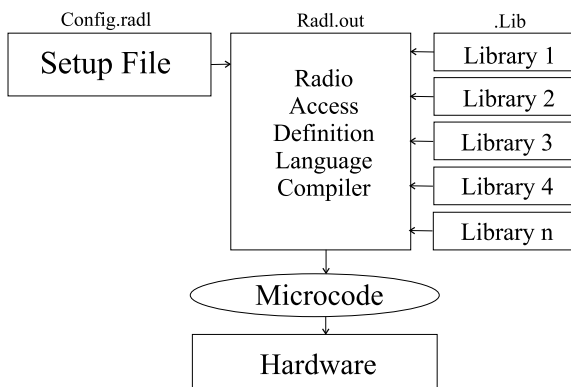 Config.radl
Radl.out
.Lib
Setup File
Radio
Access
Definition
Language
Compiler
Library 1
Library 2
Library 3
Library 4
Library n
Microcode
Hardware